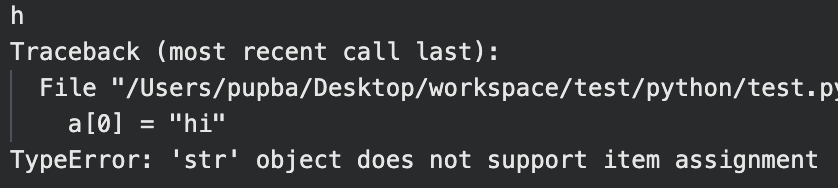 h
Traceback (most recent call last):
File "/Users/pupba/Desktop/workspace/test/python/test.py
a[0] = "hi"
TypeError: 'str' object does not support item assignment